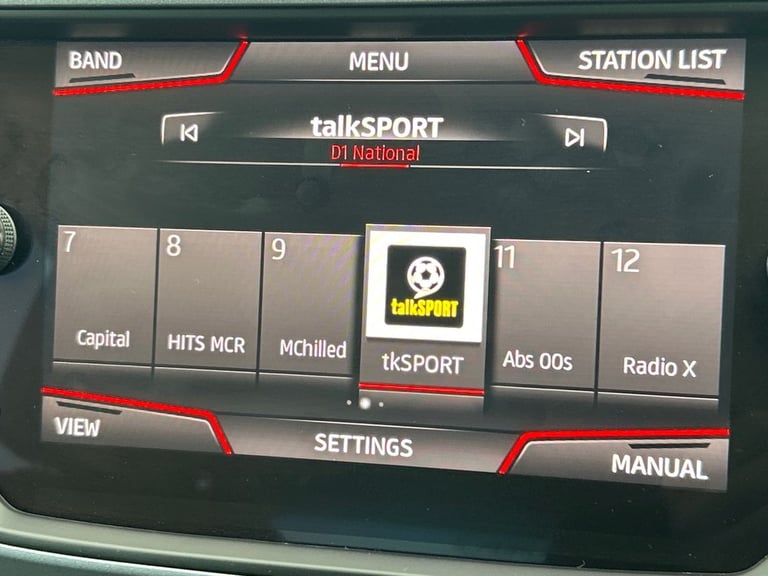 BAND
MENU
STATION LIST
talkSPORT
D1 National
7
8
9
11
12
talkSPORT
Capital
HITS MCR
MChilled
tkSPORT
Abs 00s
Radio X
VIEW
SETTINGS
MANUAL